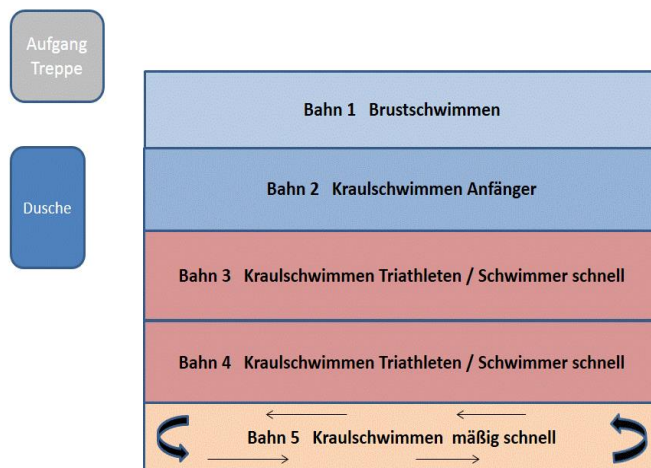 Aufgang
Treppe
Bahn 1 Brustschwimmen
Bahn 2 Kraulschwimmen Anfänger
Dusche
Bahn 3 Kraulschwimmen Triathleten / Schwimmer schnell
Bahn 4 Kraulschwimmen Triathleten / Schwimmer schnell
Bahn 5 Kraulschwimmen mäßig schnell